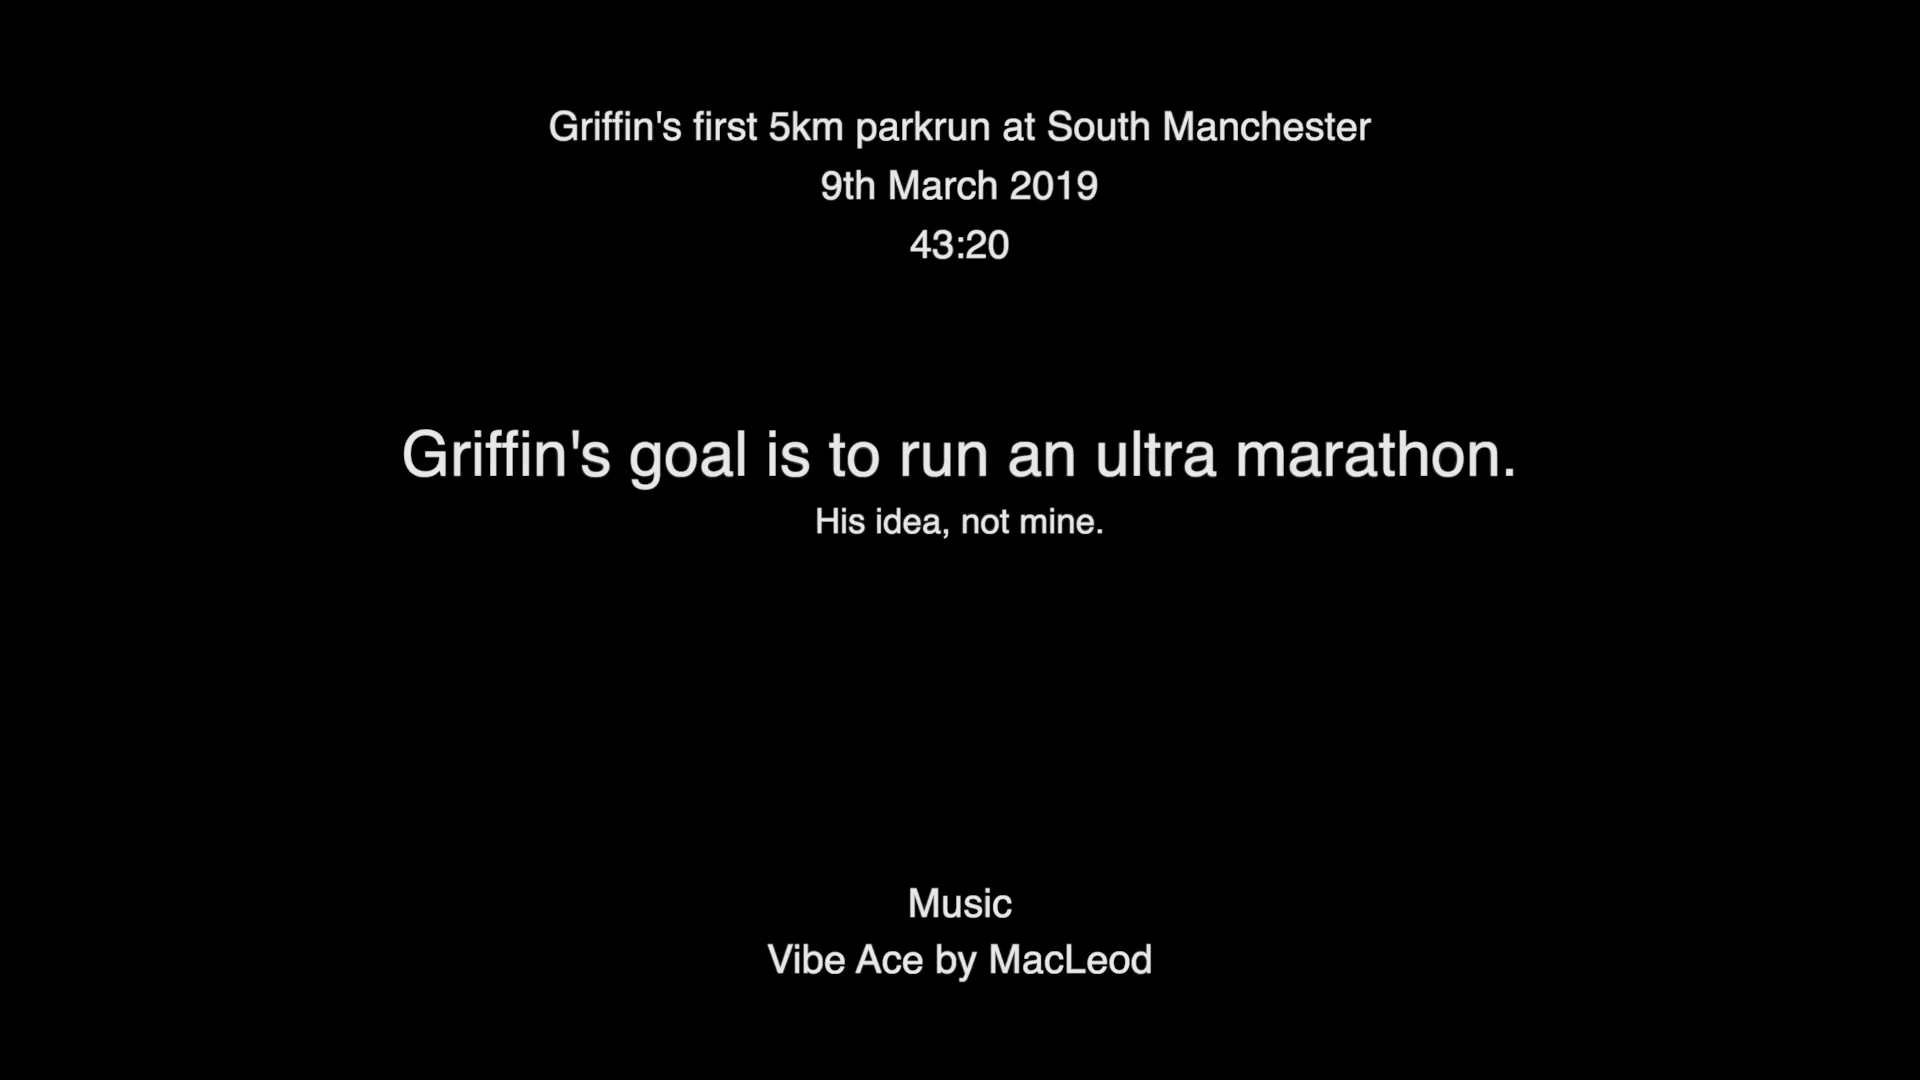 Griffin's first 5km parkrun at South Manchester
9th March 2019
43:20
Griffin's goal is to run an ultra marathon.
His idea, not mine.
Music
Vibe Ace by MacLeod